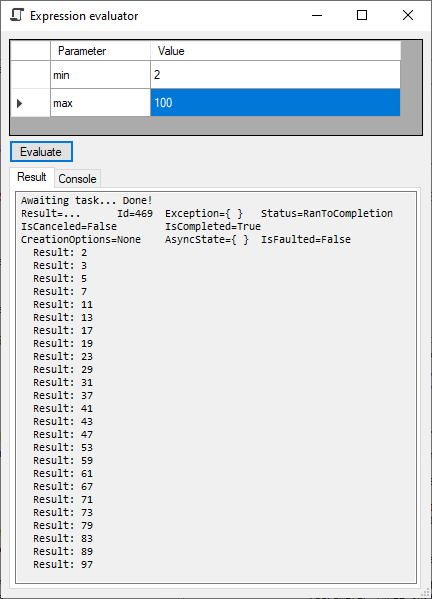 Expression evaluator
Parameter Value
min 2
max 100
Evaluate
Result Console
Awaiting task... Done!
Result=... Id=469 Exception={ } Status=RanToCompletion
IsCanceled=False IsCompleted=True
CreationOptions=None AsyncState={ } IsFaulted=False
Result: 2
Result: 3
Result: 5
Result: 7
Result: 11
Result: 13
Result: 17
Result: 19
Result: 23
Result: 29
Result: 31
Result: 37
Result: 41
Result: 43
Result: 47
Result: 53
Result: 59
Result: 61
Result: 67
Result: 71
Result: 73
Result: 79
Result: 83
Result: 89
Result: 97